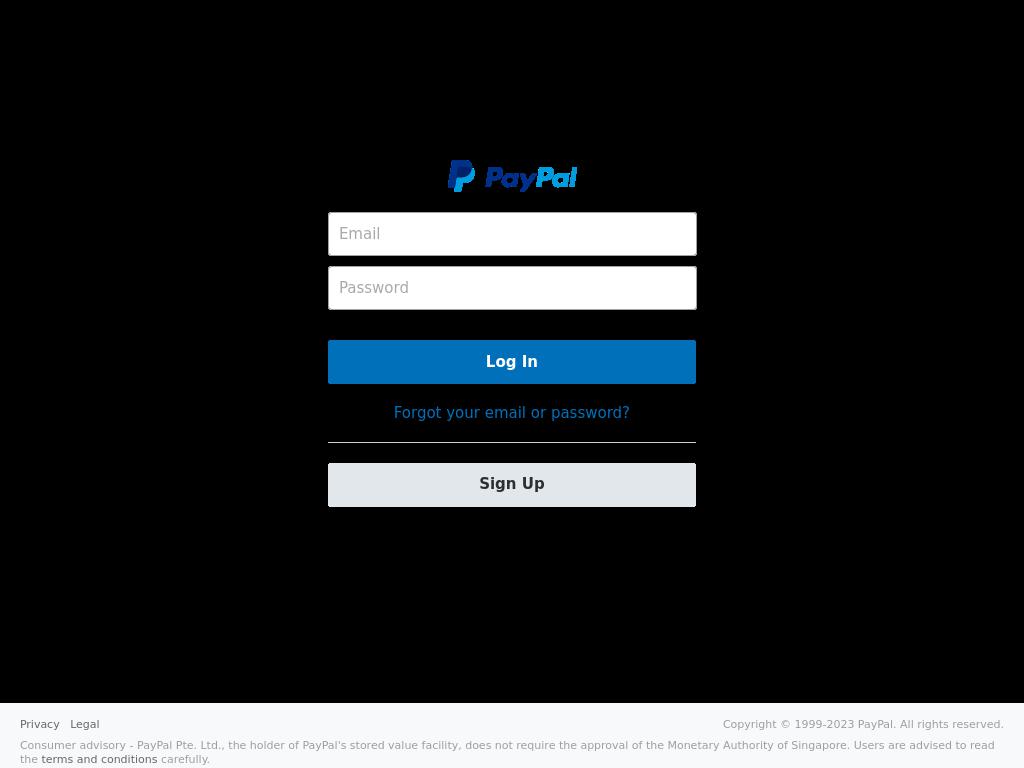 PayPal
Email
Password
Log In
Forgot your email or password?
Sign Up
Privacy Legal
Copyright © 1999-2023 PayPal. All rights reserved.
Consumer advisory - PayPal Pte. Ltd., the holder of PayPal's stored value facility, does not require the approval of the Monetary Authority of Singapore. Users are advised to read
the terms and conditions carefully.